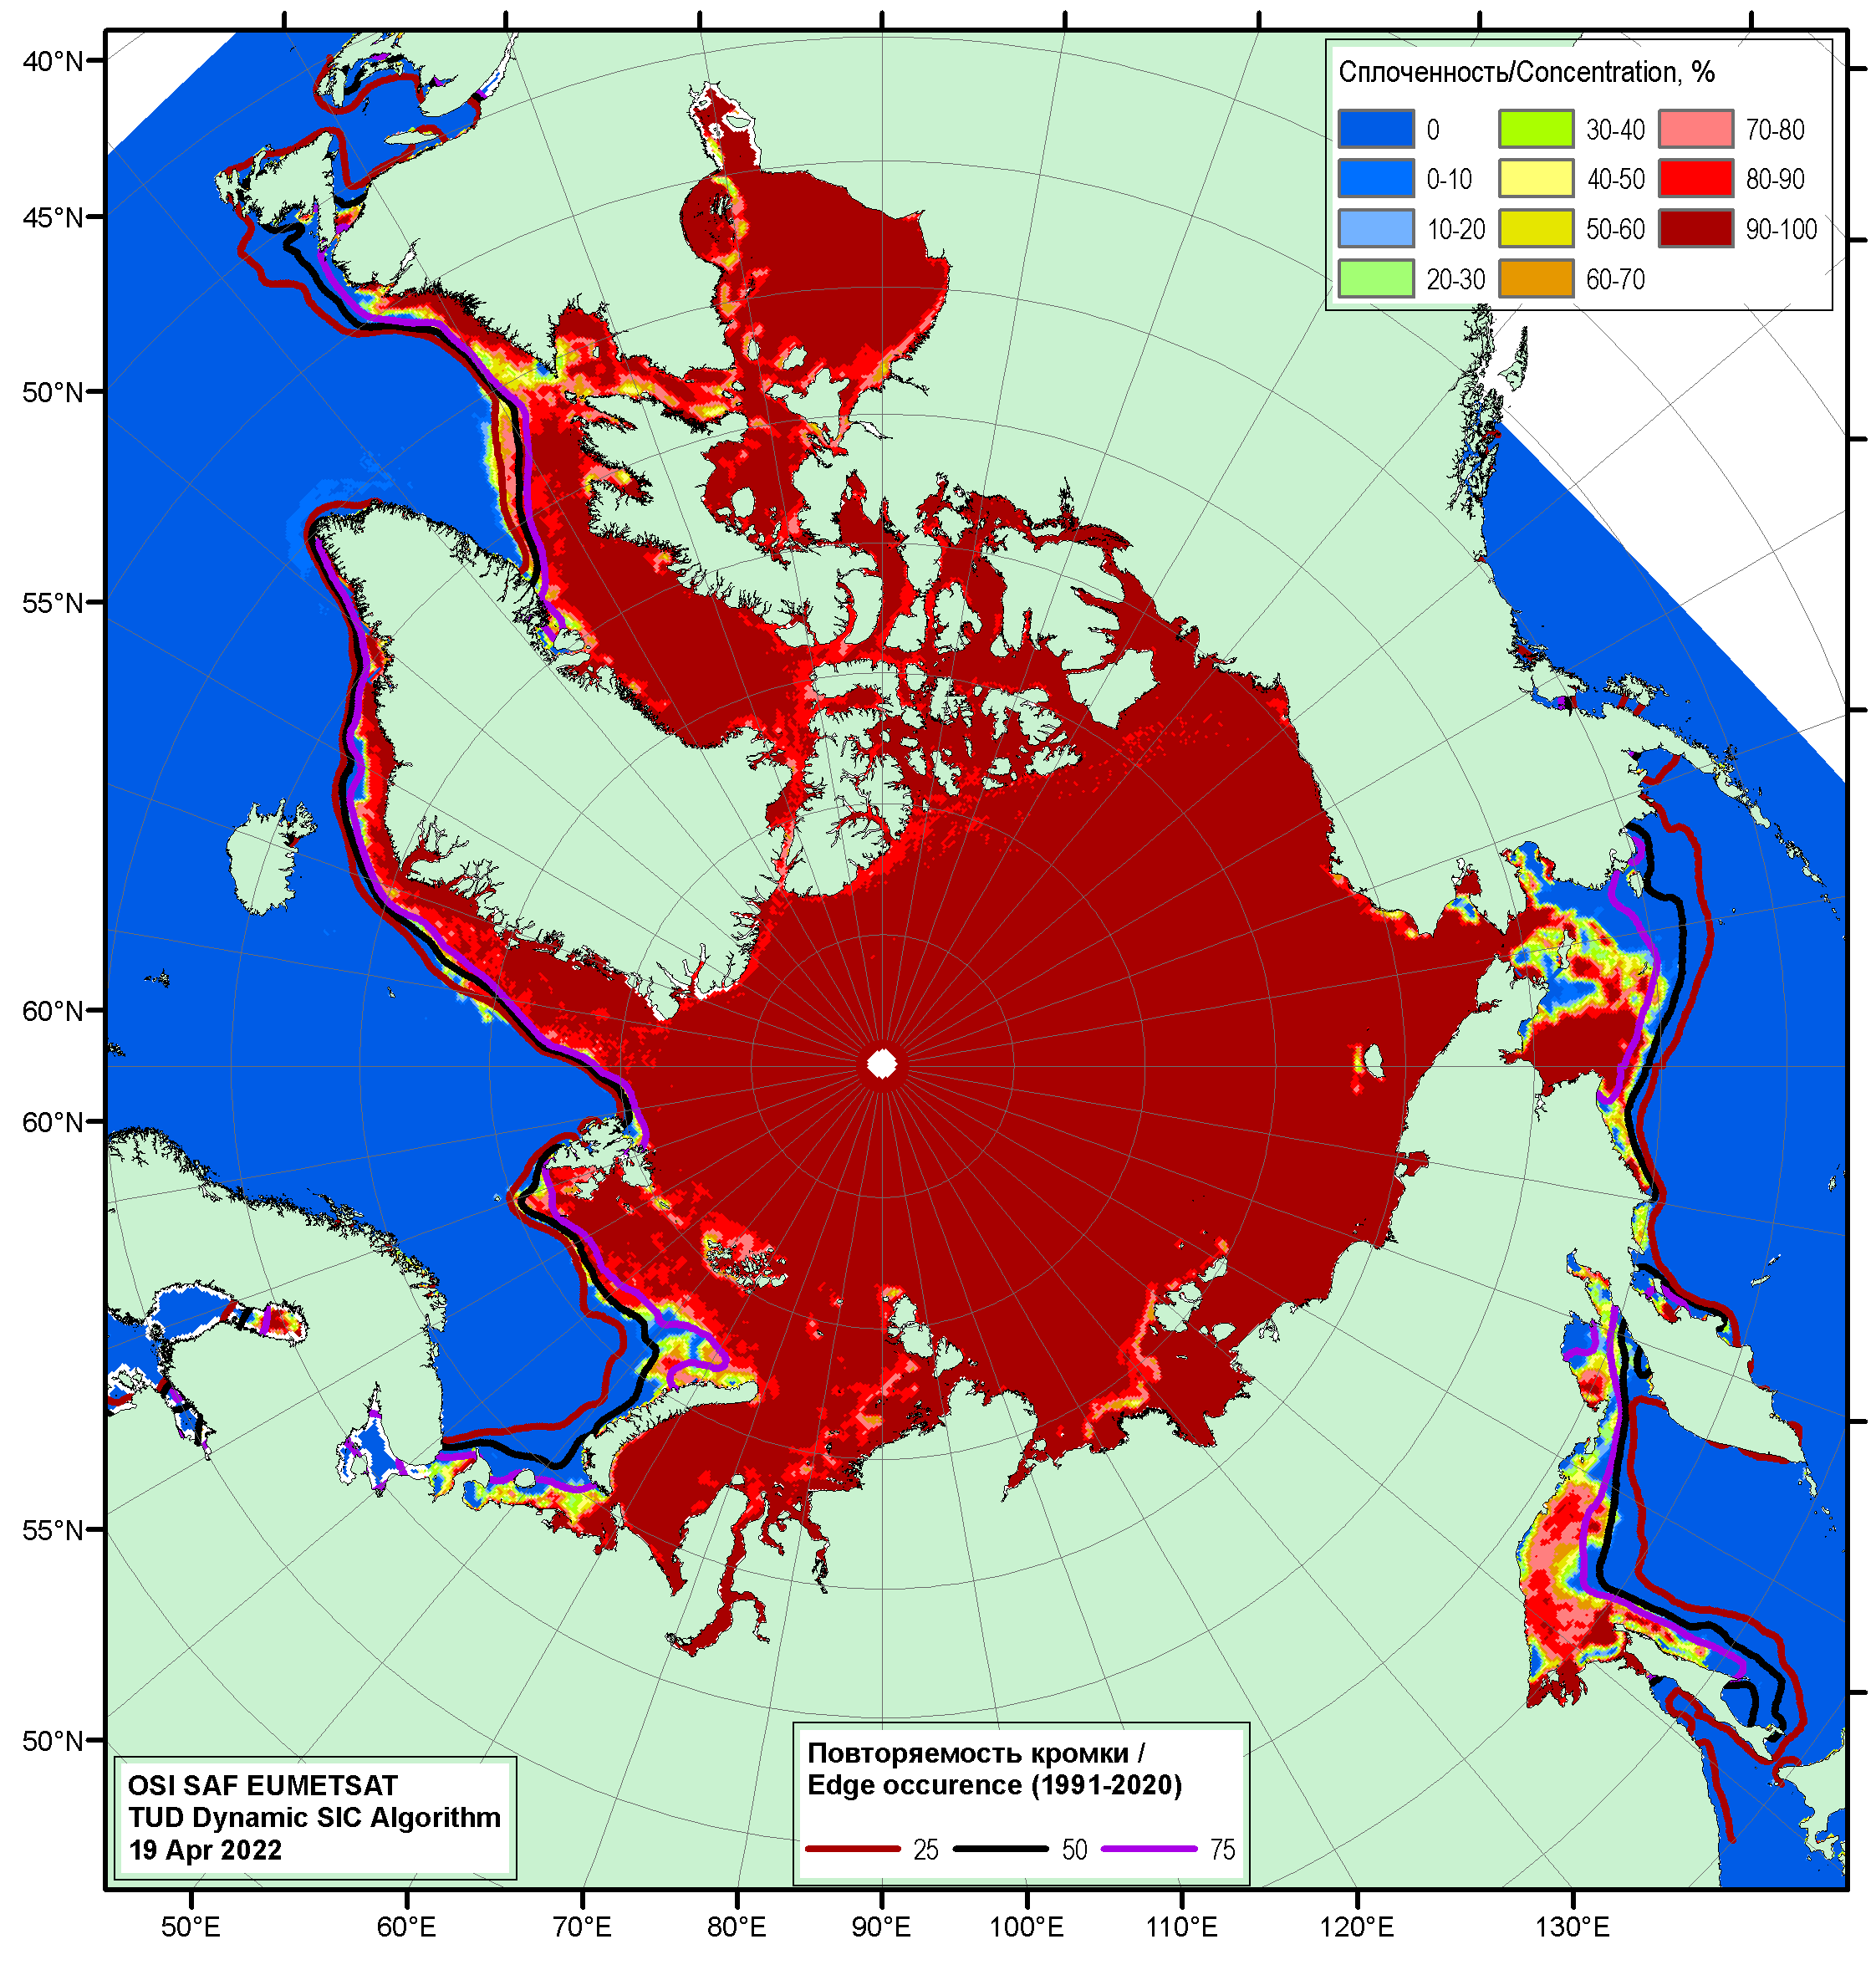 Сплоченность/Concentration, %
0
30-40
70-80
0-10
40-50
80-90
10-20
50-60
90-100
20-30
60-70
40°N
45°N
50°N
55°N
60°N
60°N
55°N
50°N
OSI SAF EUMETSAT
TUD Dynamic SIC Algorithm
19 Apr 2022
Повторяемость кромки /
Edge occurence (1991-2020)
25
50
75
50°E
60°E
70°E
80°E
90°E
100°E
110°E
120°E
130°E